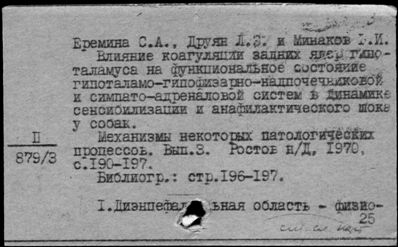 Еремина С.А., Друян Л.Э. и Минаков В.И.
Влияние коагуляции задних ядер гипо-
таламуса на функциональное состояние
гипоталамо-гипофизарно-надпочечниковой
и симпато-адреналовой систем в динамике
сенсибилизации и анафилактического шока
у собак.
II
Механизмы некоторых патологических
879/3
процессов. Вып.3. Ростов н/Д, 1970,
с.190-197.
Библиогр.: стр.196-197.
I.Диэнцефальная область - физио-
25